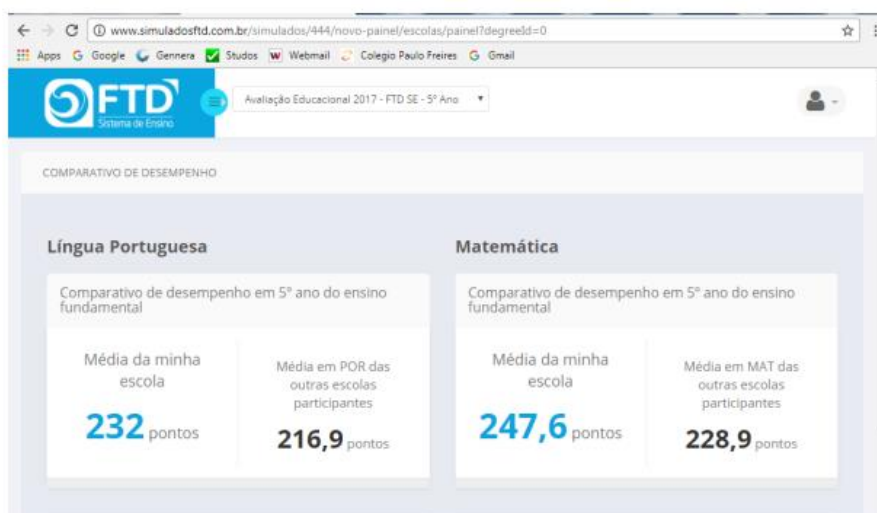 www.simuladosftd.com.br/simulados/444/novo-painel/escolas/painel?degreeId=0
Apps Google Gennera Studos Webmail Colegio Paulo Freires Gmail
FTD
Sistema de Ensino
Avaliação Educacional 2017 - FTD SE - 5º Ano
COMPARATIVO DE DESEMPENHO
Língua Portuguesa
Comparativo de desempenho em 5º ano do ensino
fundamental
Média da minha
escola
232 pontos
Média em POR das
outras escolas
participantes
216,9 pontos
Matemática
Comparativo de desempenho em 5º ano do ensino
fundamental
Média da minha
escola
247,6 pontos
Média em MAT das
outras escolas
participantes
228,9 pontos